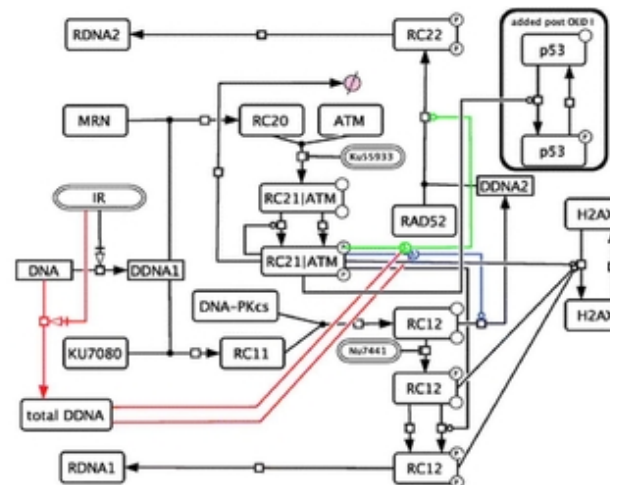 added post OLD I
RDNA2
RC22
P
p53
MRN
RC20
ATM
p53
P
Ku55933
RC21|ATM
DDNA2
IR
RAD52
H2AX
RC21|ATM
P
P
DNA
DDNA1
DNA-PKcs
RC12
P
H2AX
KU7080
RC11
Nu7441
RC12
P
total DDNA
RDNA1
RC12
P
P